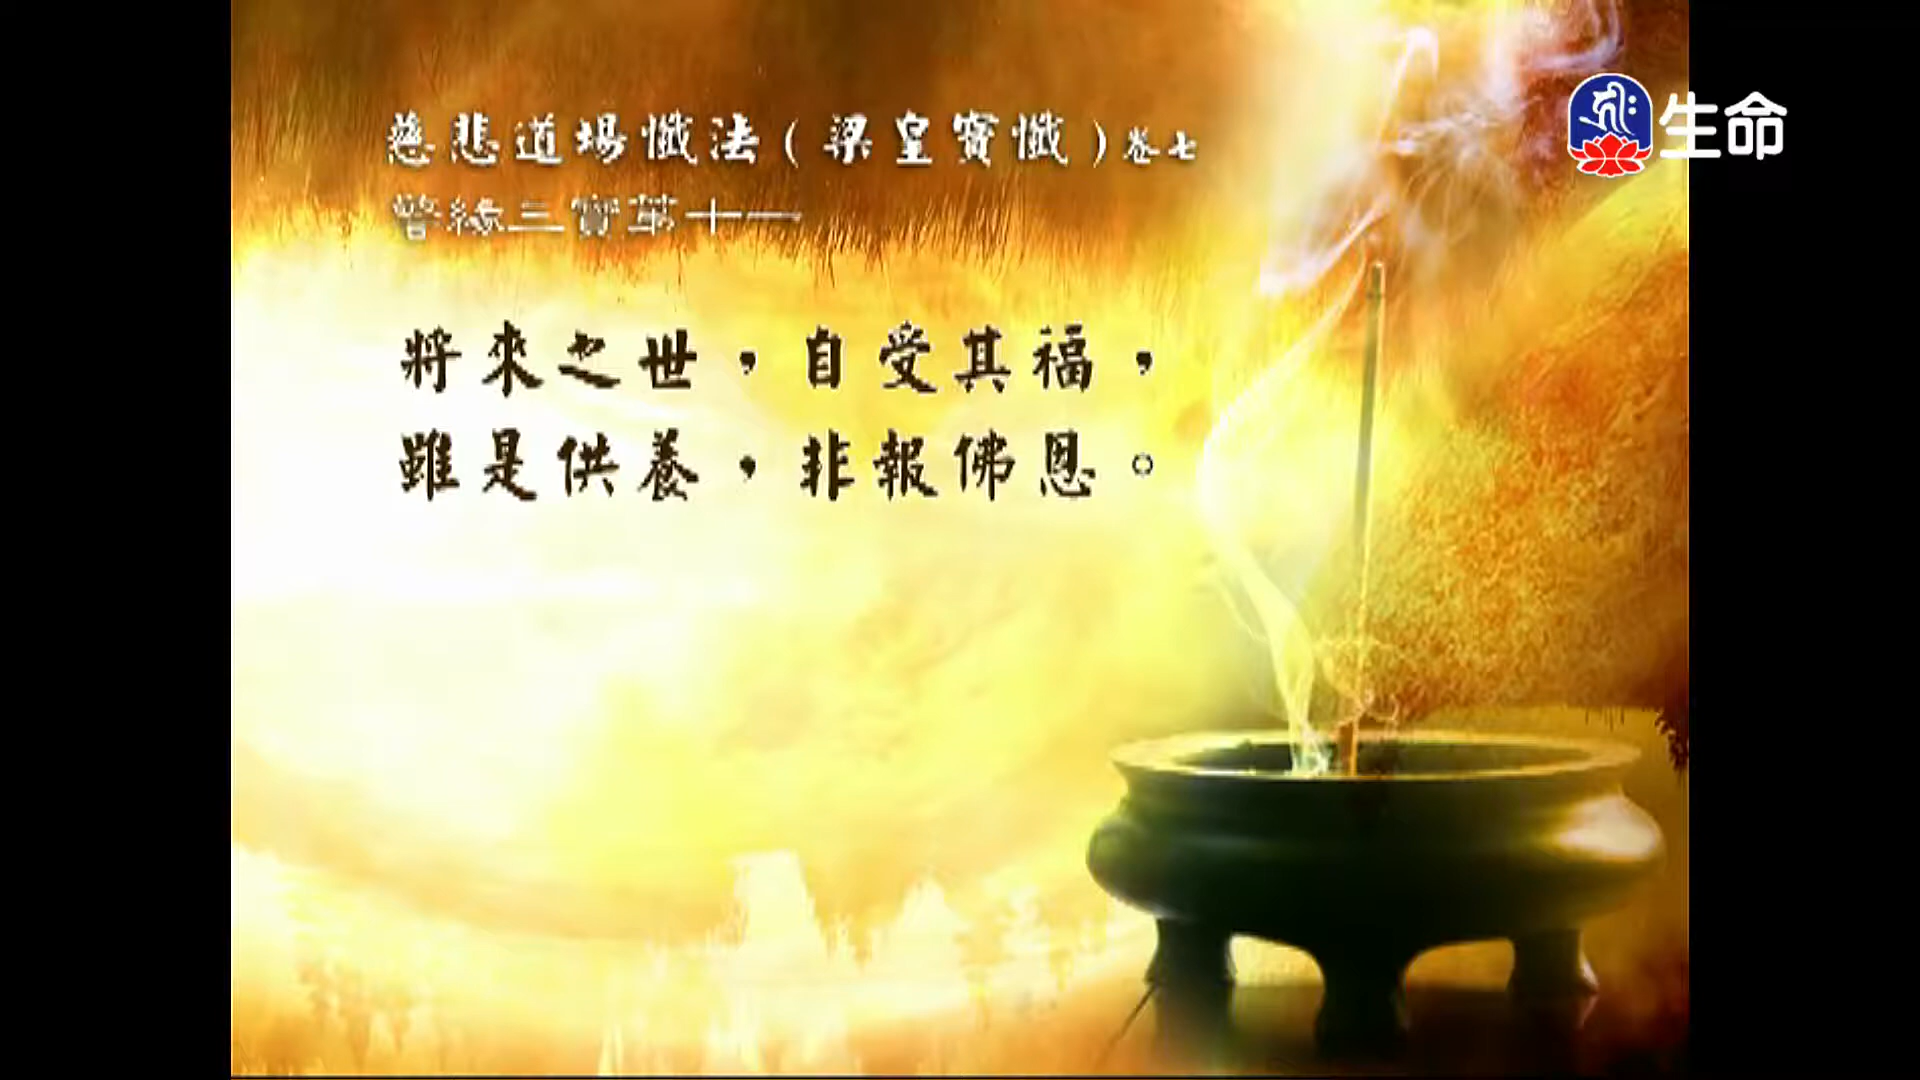 慈悲道場懺法(梁皇寶懺)卷七
警緣三寶第十一
將來之世，自受其福，
雖是供養，非報佛恩。
生命